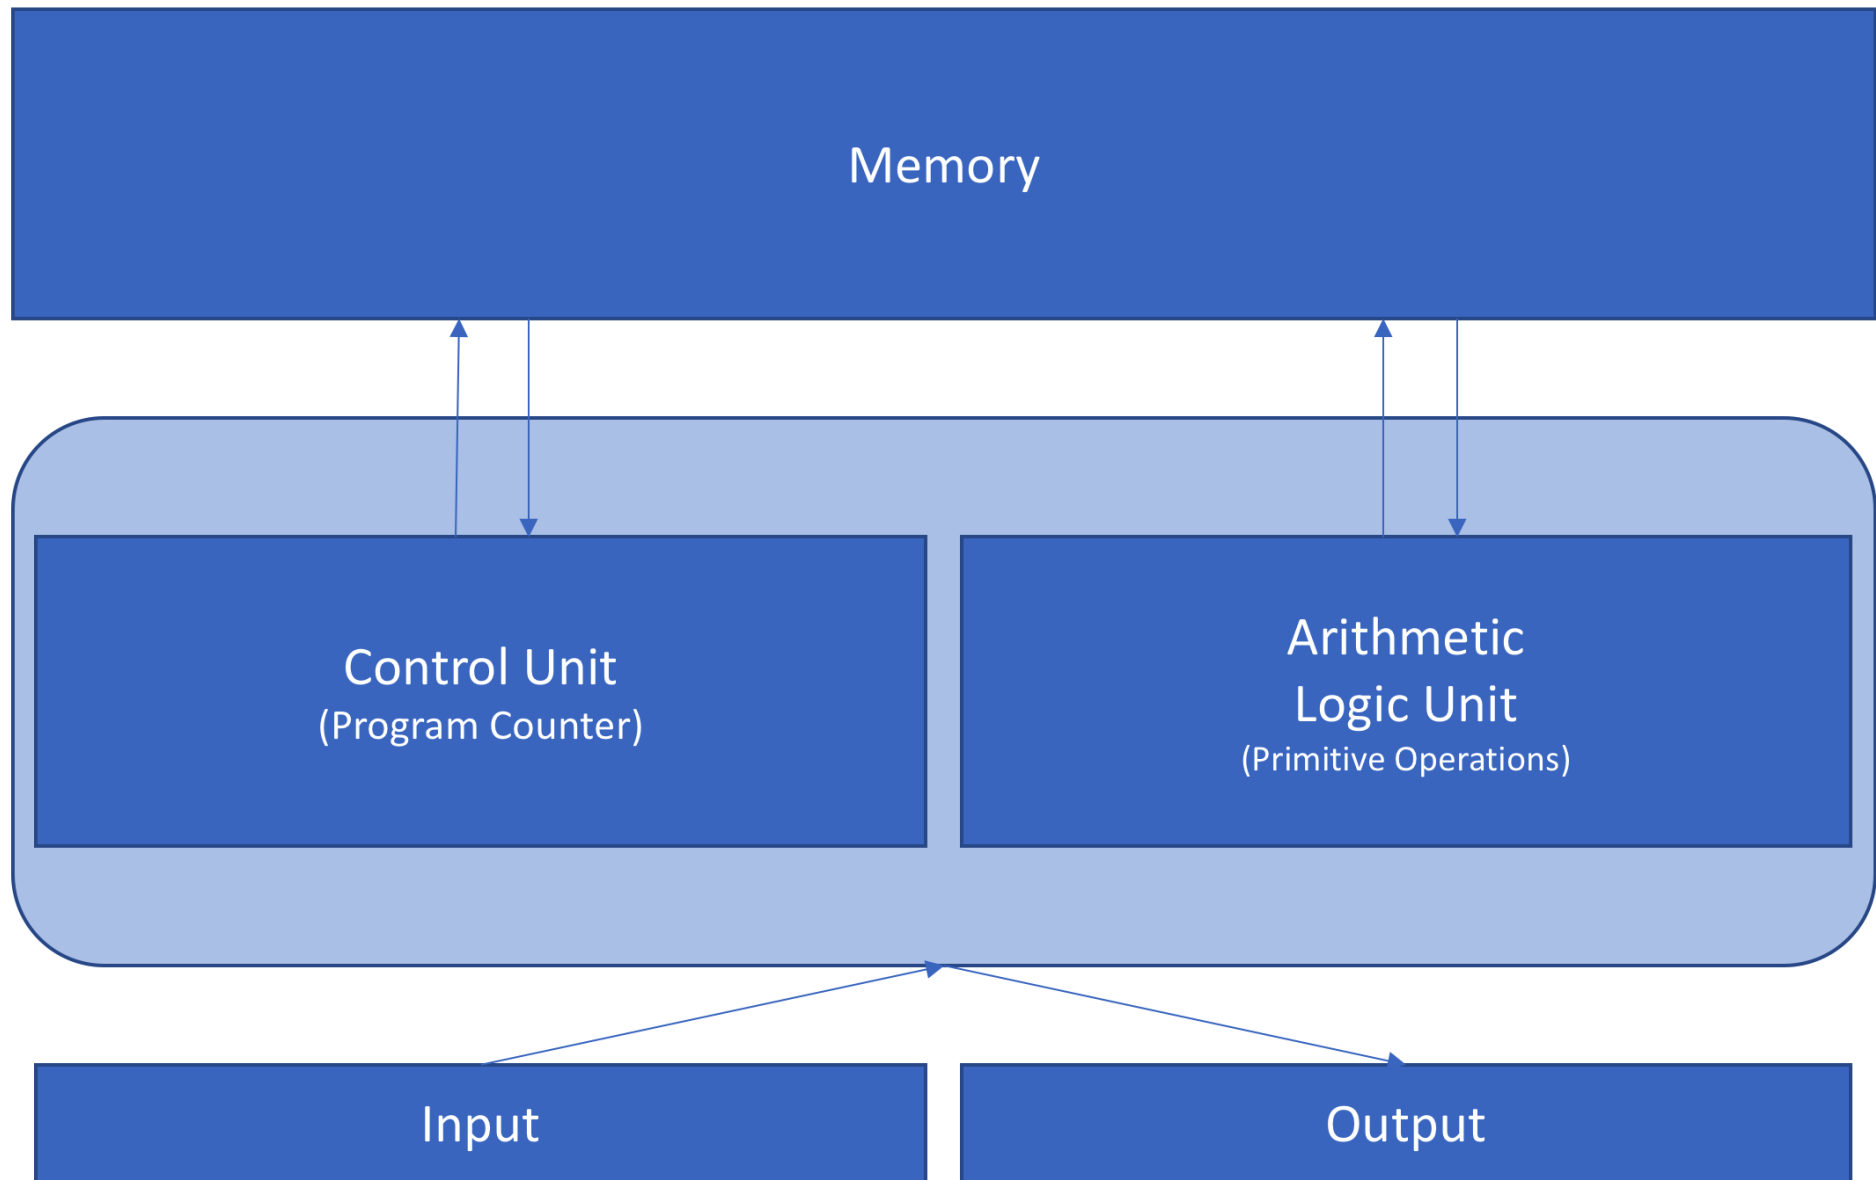 Memory
Control Unit
(Program Counter)
Arithmetic
Logic Unit
(Primitive Operations)
Input
Output